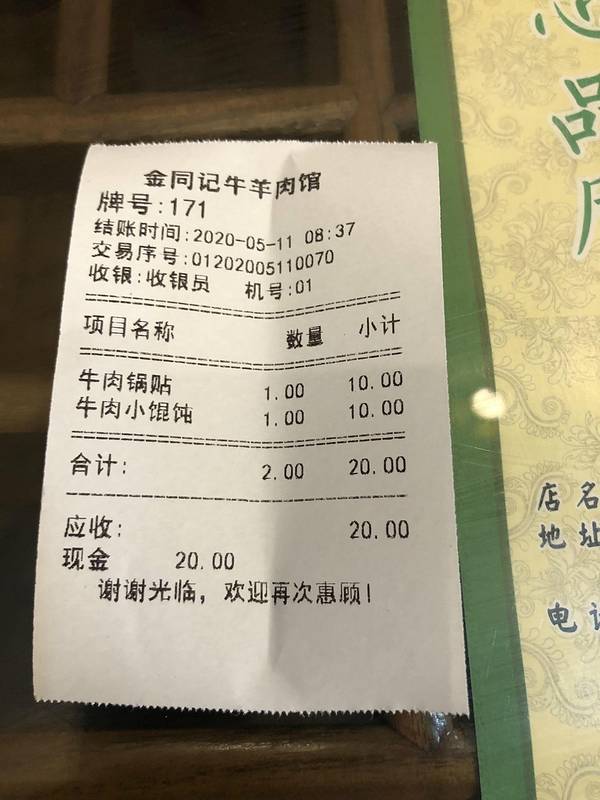 金同记牛羊肉馆
牌号:171
结账时间:2020-05-11 08:37
交易序号:01202005110070
收银:收银员 机号:01
项目名称 数量 小计
牛肉锅贴 1.00 10.00
牛肉小馄饨 1.00 10.00
合计: 2.00 20.00
应收: 20.00
现金 20.00
谢谢光临，欢迎再次惠顾!
品
店名
地址
电